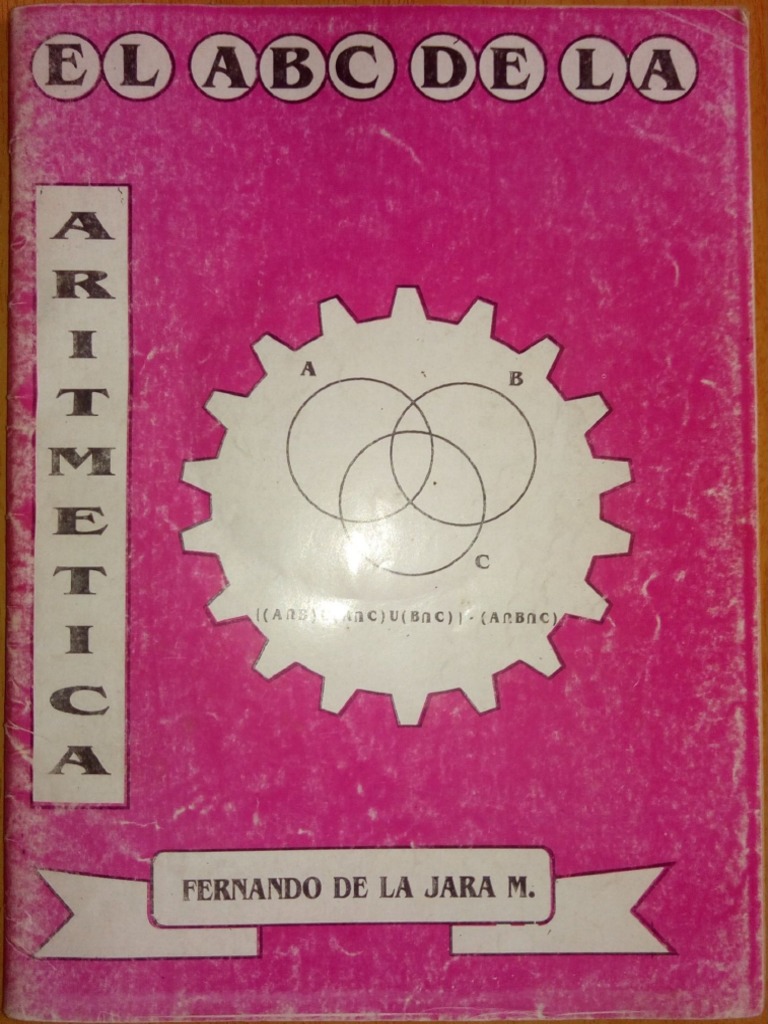 EL ABC DE LA
ARITMETICA
A
B
C
[(A∩B) ∩C)U(B∩C)] - (A∩B∩C)
FERNANDO DE LA JARA M.